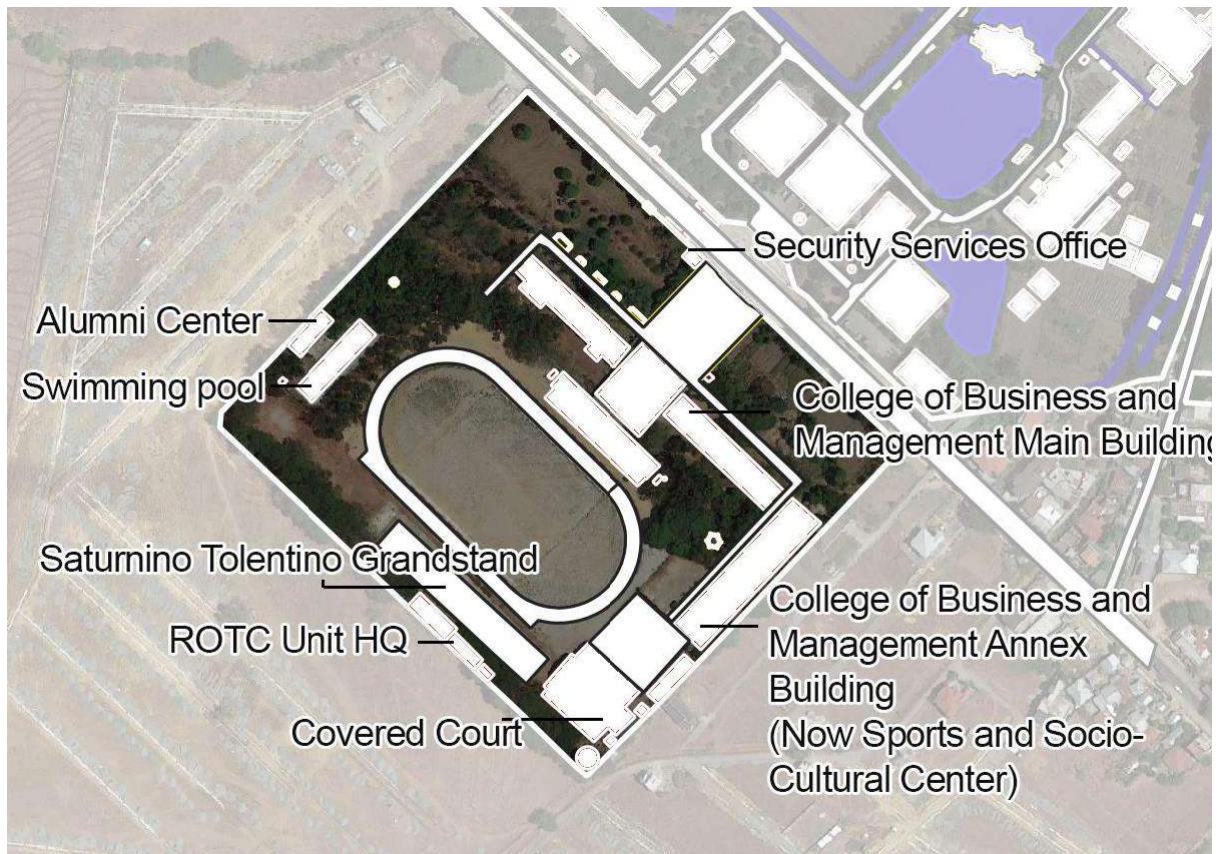 Security Services Office
Alumni Center
Swimming pool
College of Business and
Management Main Building
Saturnino Tolentino Grandstand
ROTC Unit HQ
College of Business and
Management Annex
Building
(Now Sports and Socio-
Cultural Center)
Covered Court